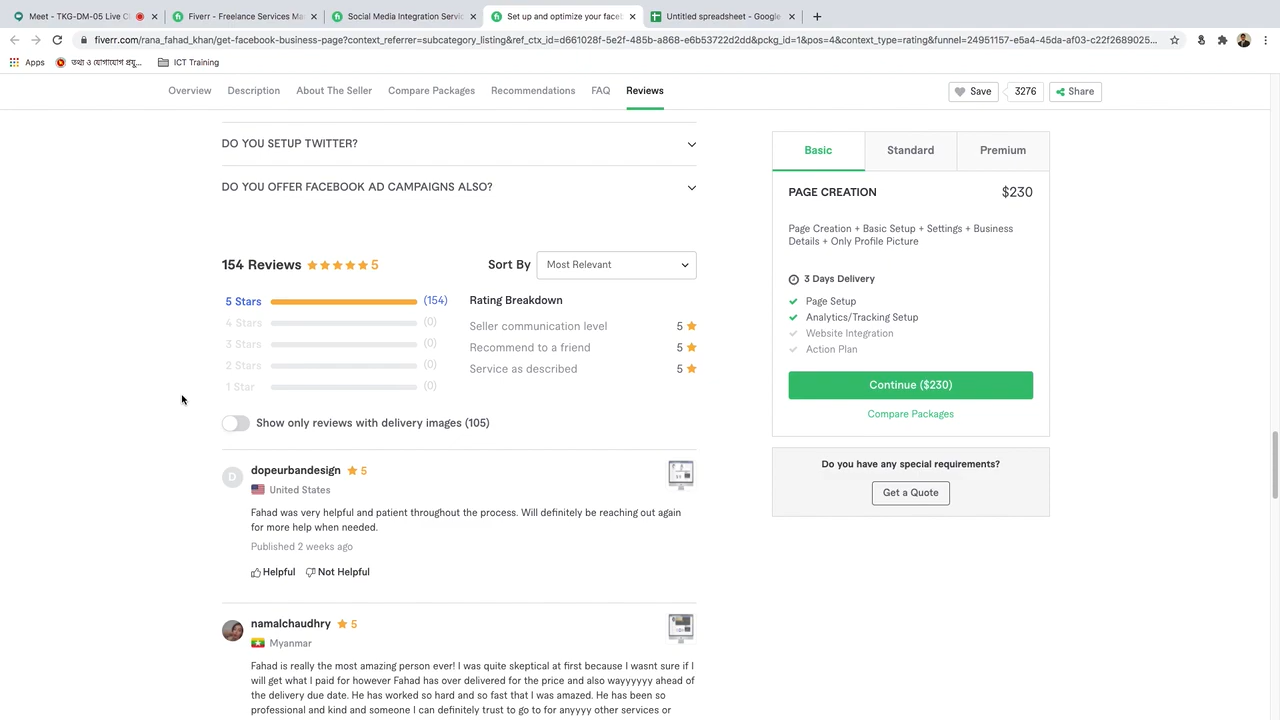 Meet - TKG-DM-05 Live Cl
Fiverr - Freelance Services Ma
Social Media Integration Servic
Set up and optimize your faceb
Untitled spreadsheet - Google
fiverr.com/rana_fahad_khan/get-facebook-business-page?context_referrer=subcategory_listing&ref_ctx_id=d661028f-5e2f-485b-a868-e6b53722d2dd&pckg_id=1&pos=4&context_type=rating&funnel=24951157-e5a4-45da-af03-c22f2689025...
Apps
তথ্য ও যোগাযোগ প্রযু...
ICT Training
Overview
Description
About The Seller
Compare Packages
Recommendations
FAQ
Reviews
Save
3276
Share
DO YOU SETUP TWITTER?
DO YOU OFFER FACEBOOK AD CAMPAIGNS ALSO?
154 Reviews 5
Sort By
Most Relevant
5 Stars (154)
4 Stars (0)
3 Stars (0)
2 Stars (0)
1 Star (0)
Rating Breakdown
Seller communication level 5
Recommend to a friend 5
Service as described 5
Show only reviews with delivery images (105)
D
dopeurbandesign 5
United States
Fahad was very helpful and patient throughout the process. Will definitely be reaching out again
for more help when needed.
Published 2 weeks ago
Helpful
Not Helpful
namalchaudhry 5
Myanmar
Fahad is really the most amazing person ever! I was quite skeptical at first because I wasnt sure if I
will get what I paid for however Fahad has over delivered for the price and also wayyyyyy ahead of
the delivery due date. He has worked so hard and so fast that I was amazed. He has been so
professional and kind and someone I can definitely trust to go to for anyyyy other services or
Basic
Standard
Premium
PAGE CREATION $230
Page Creation + Basic Setup + Settings + Business
Details + Only Profile Picture
3 Days Delivery
Page Setup
Analytics/Tracking Setup
Website Integration
Action Plan
Continue ($230)
Compare Packages
Do you have any special requirements?
Get a Quote